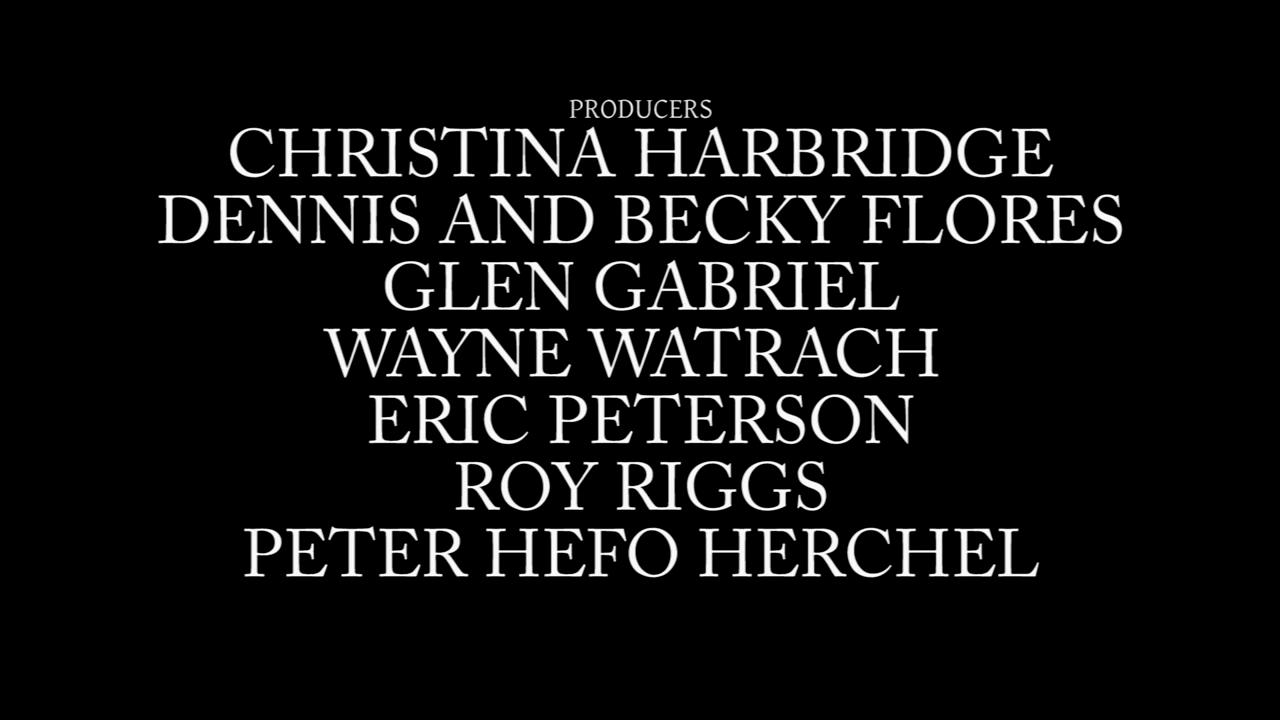 PRODUCERS
CHRISTINA HARBRIDGE
DENNIS AND BECKY FLORES
GLEN GABRIEL
WAYNE WATRACH
ERIC PETERSON
ROY RIGGS
PETER HEFO HERCHEL